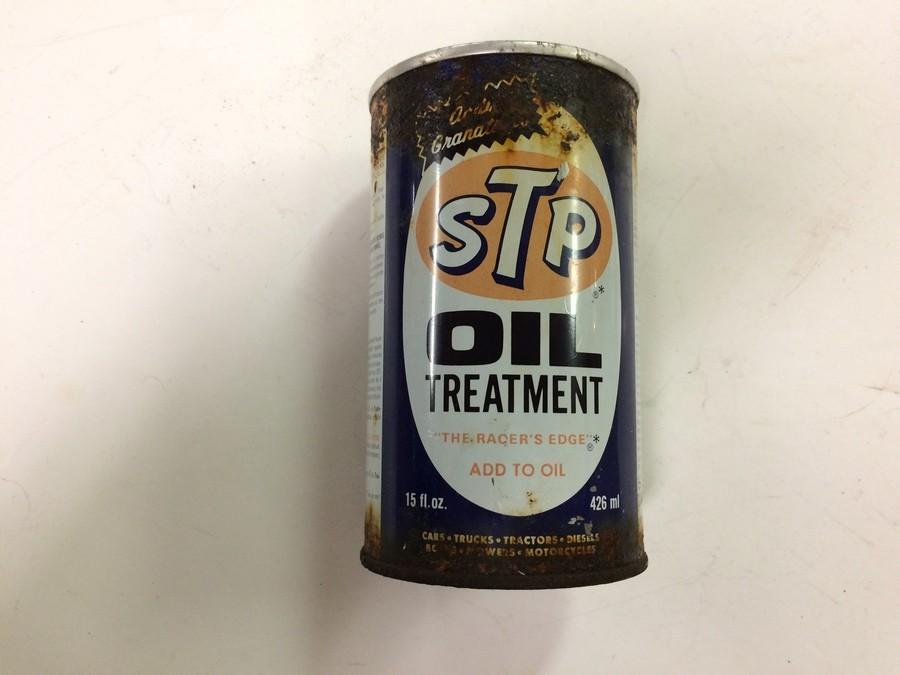 STP
®*
OIL
TREATMENT
"THE RACER'S EDGE"®*
ADD TO OIL
15 fl. oz.
426 ml
CARS • TRUCKS • TRACTORS • DIESELS
• MOWERS • MOTORCYCLES